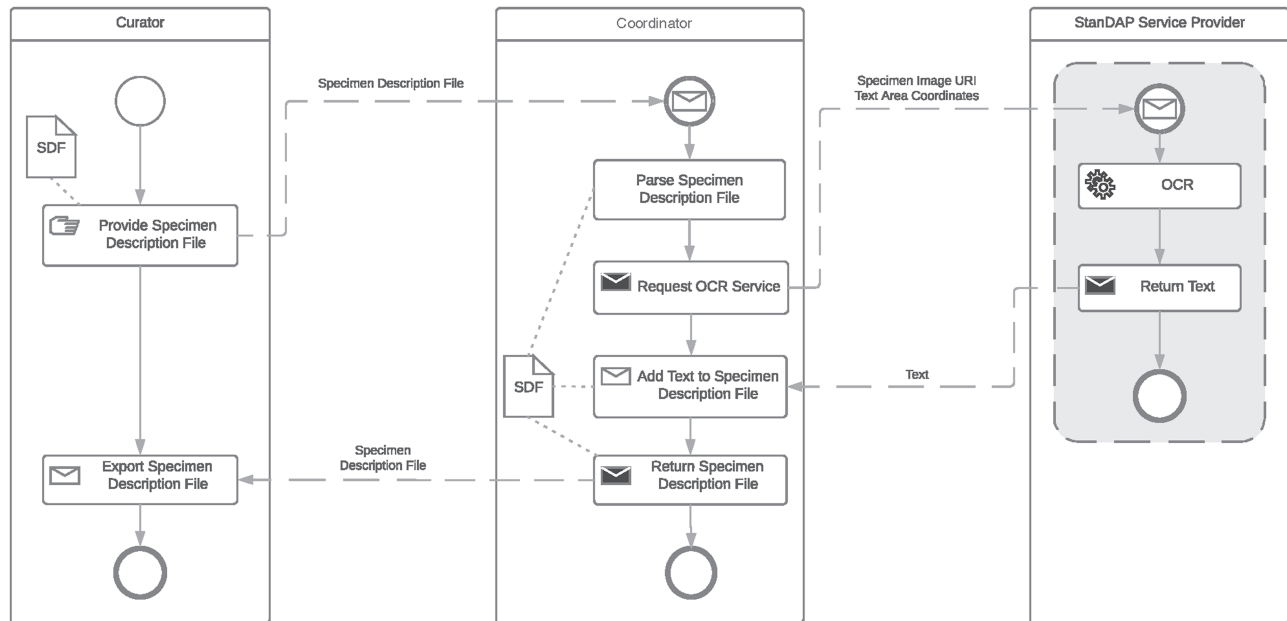 Curator
Coordinator
StanDAP Service Provider
SDF
Provide Specimen
Description File
Export Specimen
Description File
Specimen Description File
Specimen
Description File
Parse Specimen
Description File
Request OCR Service
SDF
Add Text to Specimen
Description File
Return Specimen
Description File
Specimen Image URI
Text Area Coordinates
Text
OCR
Return Text